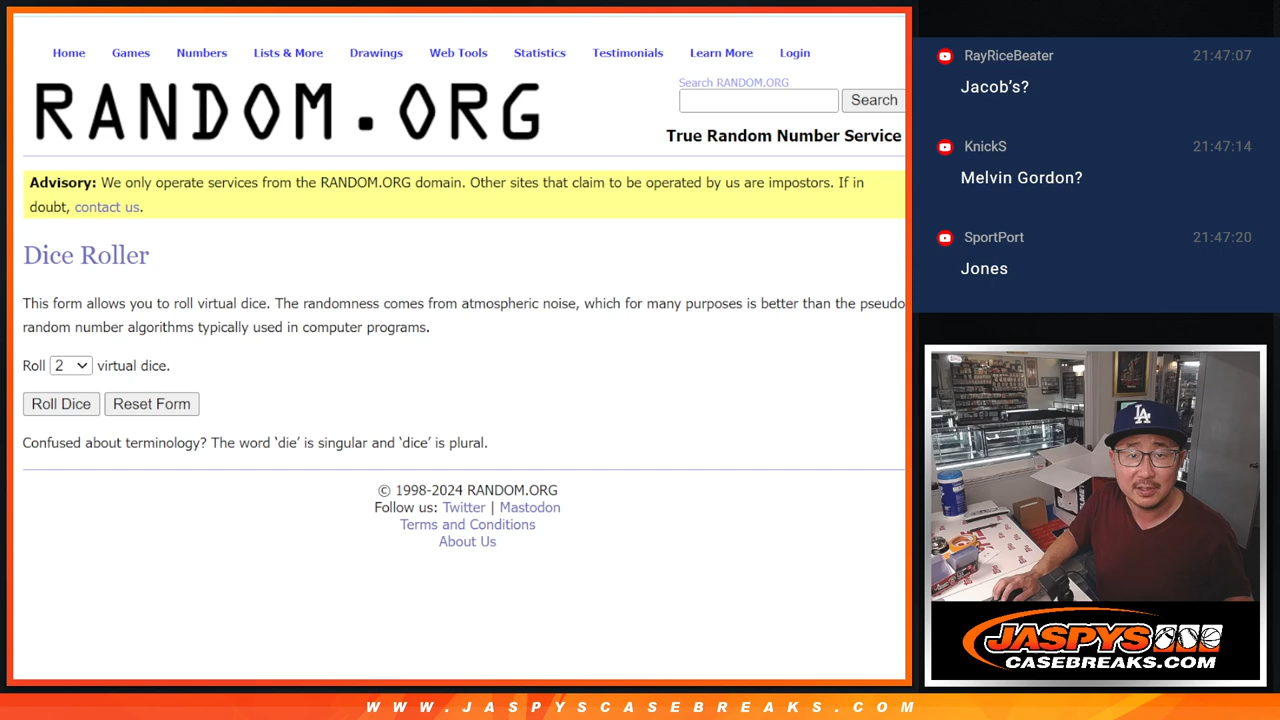 Home Games Numbers Lists & More Drawings Web Tools Statistics Testimonials Learn More Login
RANDOM.ORG
Search RANDOM.ORG
Search
True Random Number Service
Advisory: We only operate services from the RANDOM.ORG domain. Other sites that claim to be operated by us are impostors. If in
doubt, contact us.
Dice Roller
This form allows you to roll virtual dice. The randomness comes from atmospheric noise, which for many purposes is better than the pseudo
random number algorithms typically used in computer programs.
Roll 2 virtual dice.
Roll Dice Reset Form
Confused about terminology? The word ‘die’ is singular and ‘dice’ is plural.
© 1998-2024 RANDOM.ORG
Follow us: Twitter | Mastodon
Terms and Conditions
About Us
RayRiceBeater 21:47:07
Jacob’s?
KnickS 21:47:14
Melvin Gordon?
SportPort 21:47:20
Jones
LA
JASPYS
CASEBREAKS.COM
WWW.JASPYSCASEBREAKS.COM